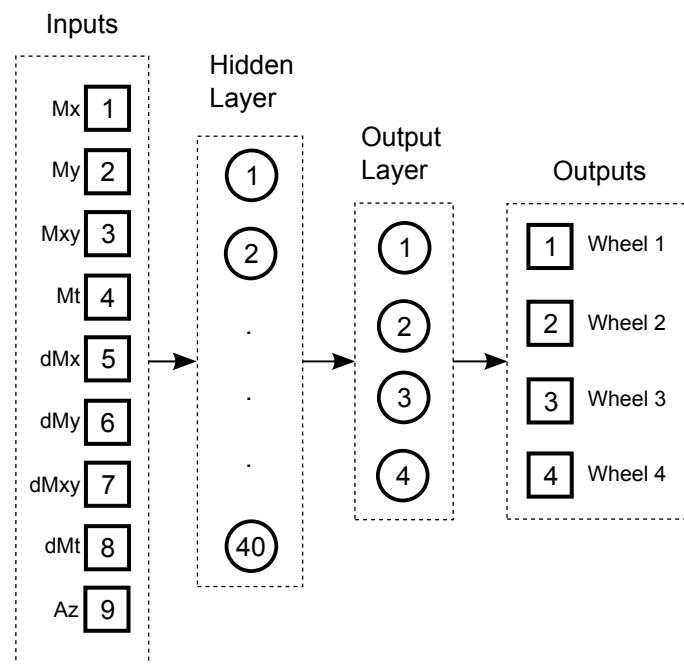 Inputs
Mx 1
My 2
Mxy 3
Mt 4
dMx 5
dMy 6
dMxy 7
dMt 8
Az 9
Hidden
Layer
1
2
.
.
.
40
Output
Layer
1
2
3
4
Outputs
1 Wheel 1
2 Wheel 2
3 Wheel 3
4 Wheel 4